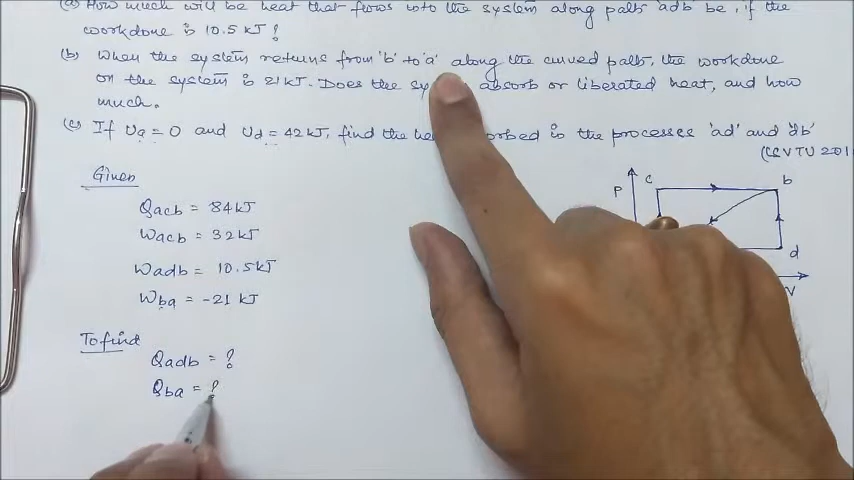 (a) How much will be heat that flows into the system along path adb be, if the
workdone is 10.5 kJ?
(b) When the system returns from 'b' to 'a' along the curved path, the workdone
on the system is 21 kJ. Does the absorb or liberated heat, and how
much.
(c) If Ua = 0 and Ud = 42 kJ, find the in the processes 'ad' and 'db'
(CSVTU 201
Given
Qacb = 84 kJ
Wacb = 32 kJ
Wadb = 10.5 kJ
Wba = -21 kJ
To find
Qadb = ?
Qba = ?
P
c
b
d
V